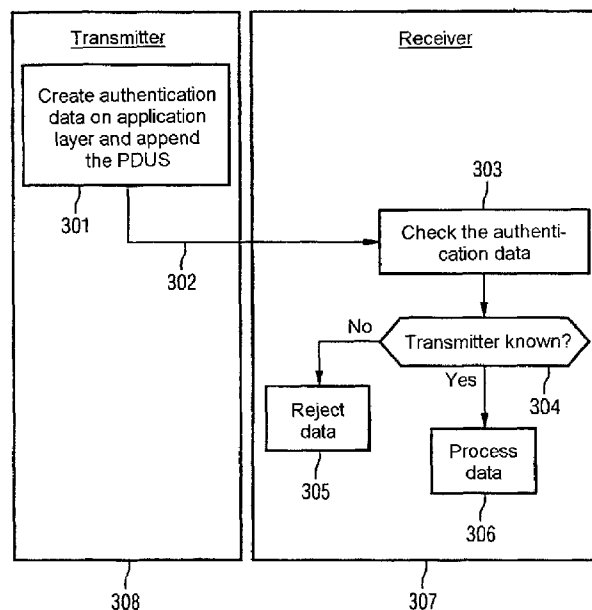 Transmitter
Create authentication
data on application
layer and append
the PDUS
301
302
308
Receiver
303
Check the authenti-
cation data
No
Transmitter known?
Yes
304
Reject
data
305
Process
data
306
307